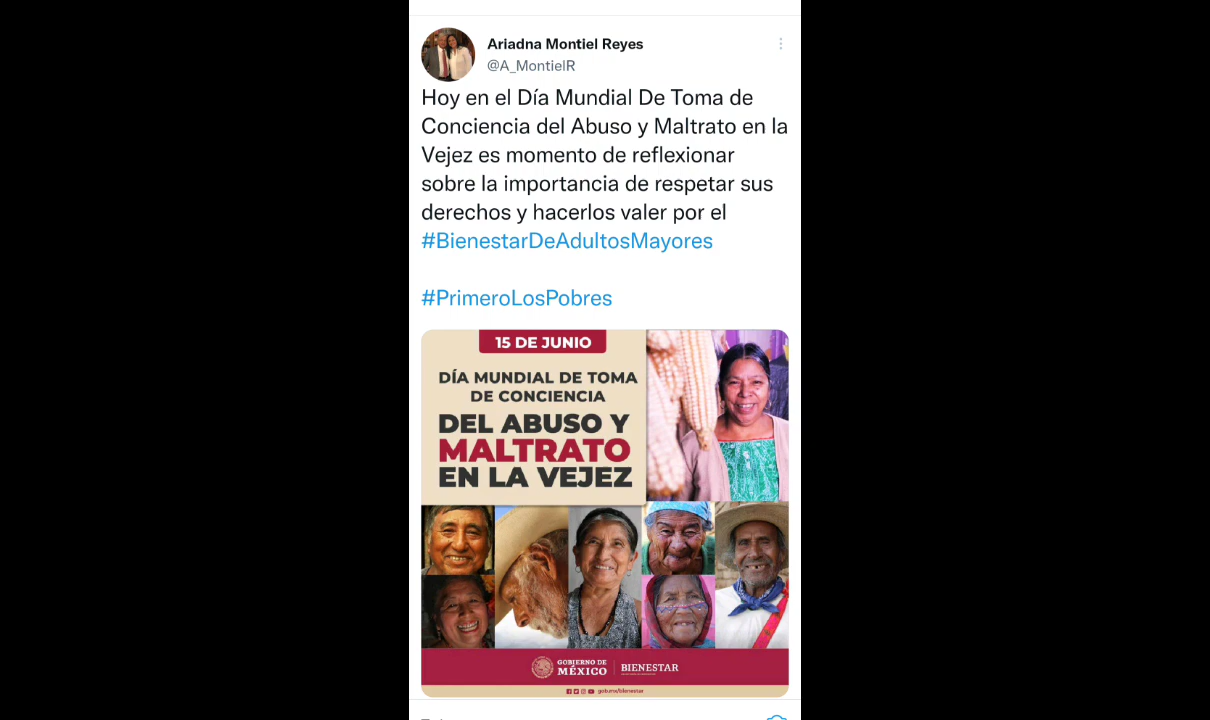 Ariadna Montiel Reyes
@A_MontielR
Hoy en el Día Mundial De Toma de
Conciencia del Abuso y Maltrato en la
Vejez es momento de reflexionar
sobre la importancia de respetar sus
derechos y hacerlos valer por el
#BienestarDeAdultosMayores
#PrimeroLosPobres
15 DE JUNIO
DÍA MUNDIAL DE TOMA
DE CONCIENCIA
DEL ABUSO Y
MALTRATO
EN LA VEJEZ
GOBIERNO DE
MÉXICO
BIENESTAR
gob.mx/bienestar